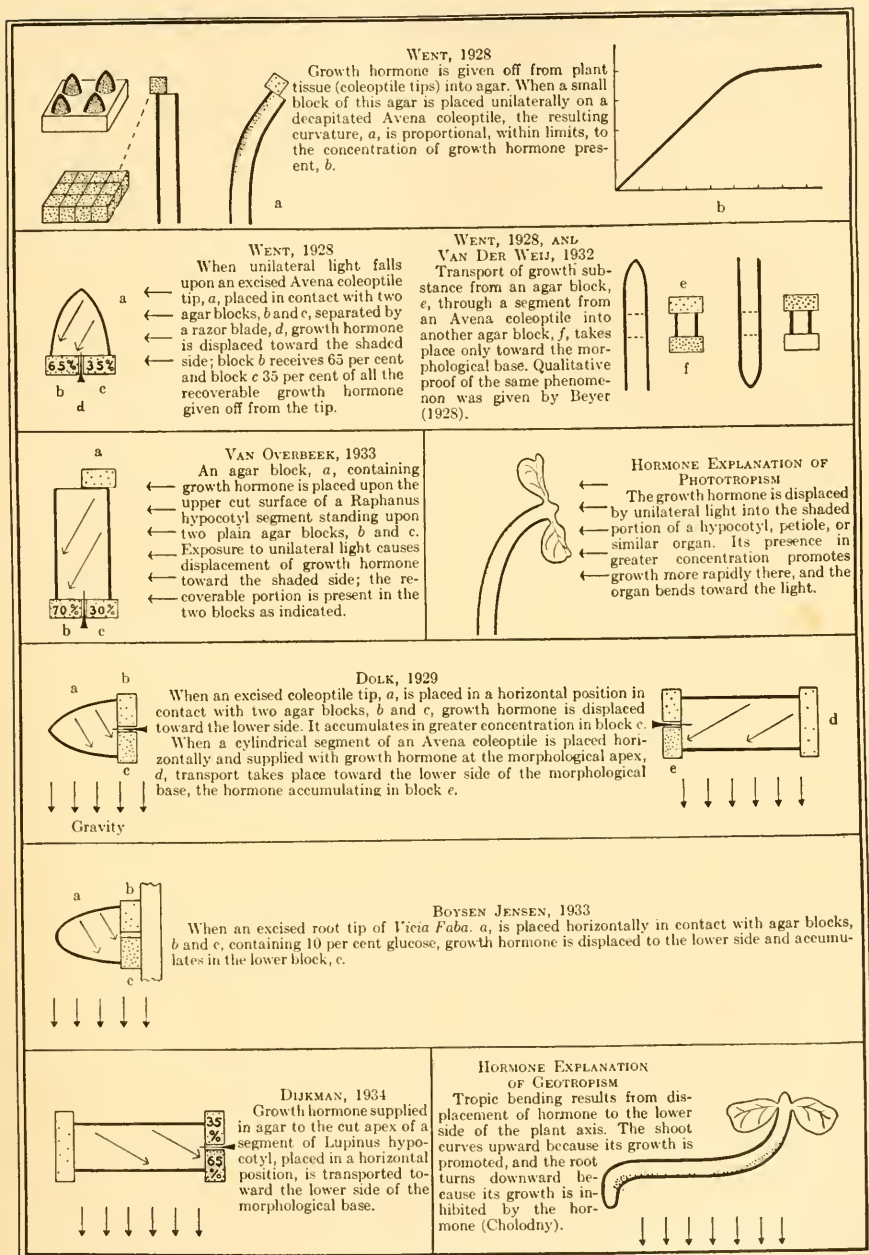 WENT, 1928
Growth hormone is given off from plant
tissue (coleoptile tips) into agar. When a small
block of this agar is placed unilaterally on a
decapitated Avena coleoptile, the resulting
curvature, a, is proportional, within limits, to
the concentration of growth hormone pres-
ent, b.
a
b
WENT, 1928
When unilateral light falls
upon an excised Avena coleoptile
tip, a, placed in contact with two
agar blocks, b and c, separated by
a razor blade, d, growth hormone
is displaced toward the shaded
side; block b receives 65 per cent
and block c 35 per cent of all the
recoverable growth hormone
given off from the tip.
a
65% 35%
b c
d
WENT, 1928, AND
VAN DER WEIJ, 1932
Transport of growth sub-
stance from an agar block,
e, through a segment from
an Avena coleoptile into
another agar block, f, takes
place only toward the mor-
phological base. Qualitative
proof of the same phenome-
non was given by Beyer
(1928).
e
f
a
70% 30%
b c
VAN OVERBEEK, 1933
An agar block, a, containing
growth hormone is placed upon the
upper cut surface of a Raphanus
hypocotyl segment standing upon
two plain agar blocks, b and c.
Exposure to unilateral light causes
displacement of growth hormone
toward the shaded side; the re-
coverable portion is present in the
two blocks as indicated.
HORMONE EXPLANATION OF
PHOTOTROPISM
The growth hormone is displaced
by unilateral light into the shaded
portion of a hypocotyl, petiole, or
similar organ. Its presence in
greater concentration promotes
growth more rapidly there, and the
organ bends toward the light.
a
b
c
Gravity
DOLK, 1929
When an excised coleoptile tip, a, is placed in a horizontal position in
contact with two agar blocks, b and c, growth hormone is displaced
toward the lower side. It accumulates in greater concentration in block c.
When a cylindrical segment of an Avena coleoptile is placed hori-
zontally and supplied with growth hormone at the morphological apex,
d, transport takes place toward the lower side of the morphological
base, the hormone accumulating in block e.
d
e
a
b
c
BOYSEN JENSEN, 1933
When an excised root tip of Vicia Faba. a, is placed horizontally in contact with agar blocks,
b and c, containing 10 per cent glucose, growth hormone is displaced to the lower side and accumu-
lates in the lower block, c.
35
%
65
%
DIJKMAN, 1934
Growth hormone supplied
in agar to the cut apex of a
segment of Lupinus hypo-
cotyl, placed in a horizontal
position, is transported to-
ward the lower side of the
morphological base.
HORMONE EXPLANATION
OF GEOTROPISM
Tropic bending results from dis-
placement of hormone to the lower
side of the plant axis. The shoot
curves upward because its growth is
promoted, and the root
turns downward be-
cause its growth is in-
hibited by the hor-
mone (Cholodny).